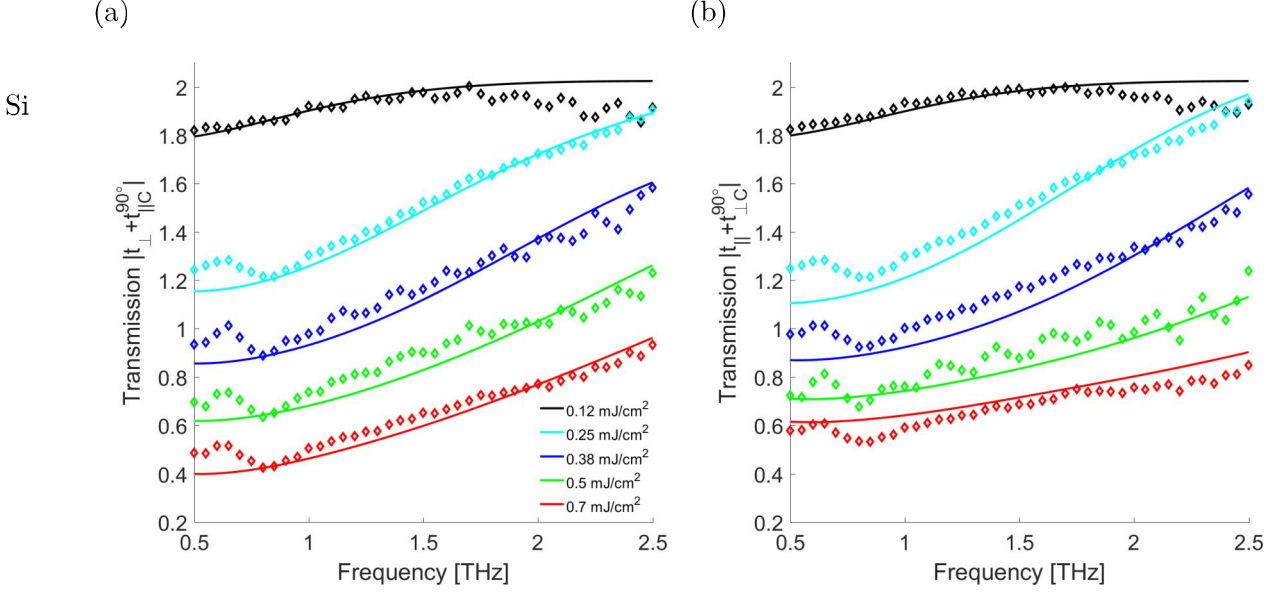 (a)
(b)
Si
Transmission |t⊥+t||C^90°|
2
1.8
1.6
1.4
1.2
1
0.8
0.6
0.4
0.2
0.5
1
1.5
2
2.5
Frequency [THz]
0.12 mJ/cm²
0.25 mJ/cm²
0.38 mJ/cm²
0.5 mJ/cm²
0.7 mJ/cm²
Transmission |t||+t⊥C^90°|
2
1.8
1.6
1.4
1.2
1
0.8
0.6
0.4
0.2
0.5
1
1.5
2
2.5
Frequency [THz]